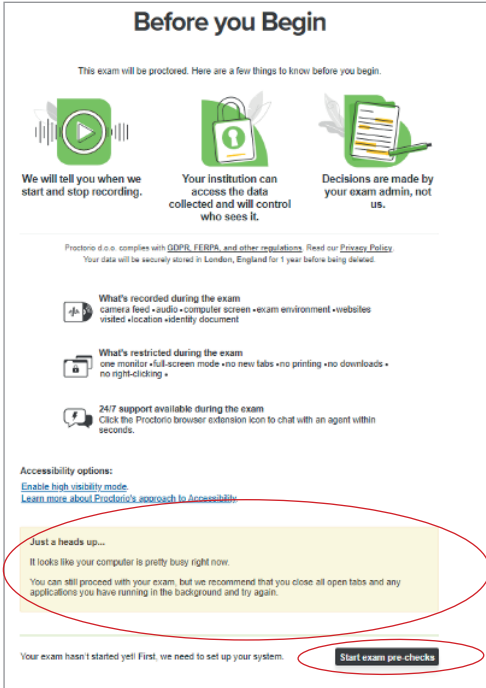 Before you Begin
This exam will be proctored. Here are a few things to know before you begin.
We will tell you when we
start and stop recording.
Your institution can
access the data
collected and will control
who sees it.
Decisions are made by
your exam admin, not
us.
Proctorio d.o.o. complies with GDPR, FERPA, and other regulations. Read our Privacy Policy.
Your data will be securely stored in London, England for 1 year before being deleted.
What's recorded during the exam
camera feed •audio •computer screen •exam environment •websites
visited •location •identity document
What's restricted during the exam
one monitor •full-screen mode •no new tabs •no printing •no downloads •
no right-clicking •
24/7 support available during the exam
Click the Proctorio browser extension icon to chat with an agent within
seconds.
Accessibility options:
Enable high visibility mode.
Learn more about Proctorio's approach to Accessibility.
Just a heads up...
It looks like your computer is pretty busy right now.
You can still proceed with your exam, but we recommend that you close all open tabs and any
applications you have running in the background and try again.
Your exam hasn't started yet! First, we need to set up your system.
Start exam pre-checks